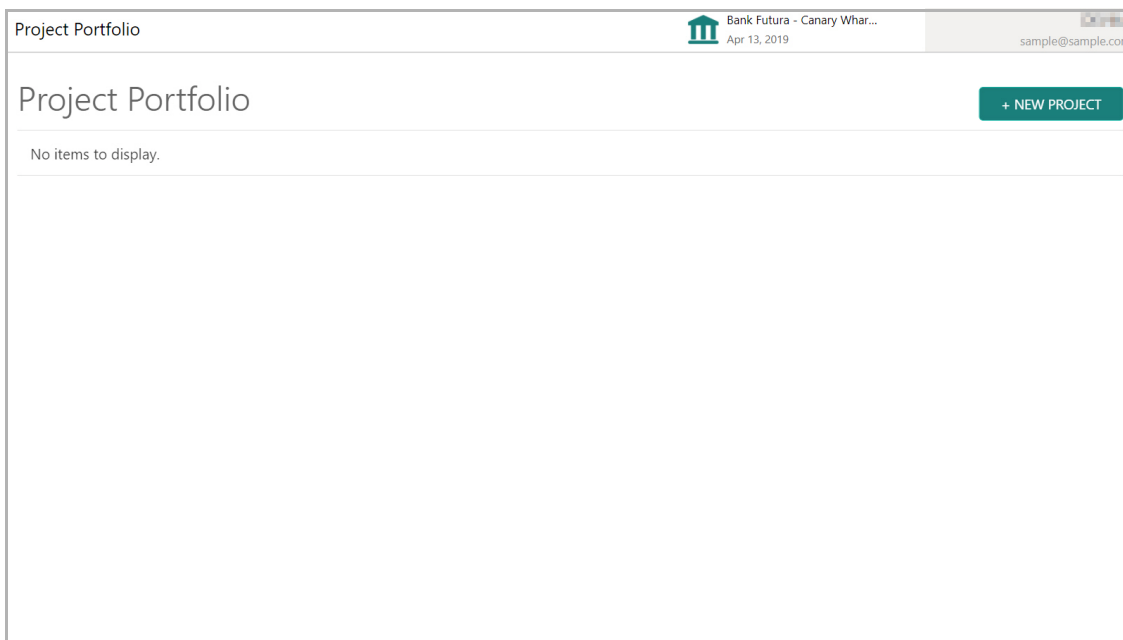 Project Portfolio
Bank Futura - Canary Whar...
Apr 13, 2019
sample@sample.com
Project Portfolio
+ NEW PROJECT
No items to display.